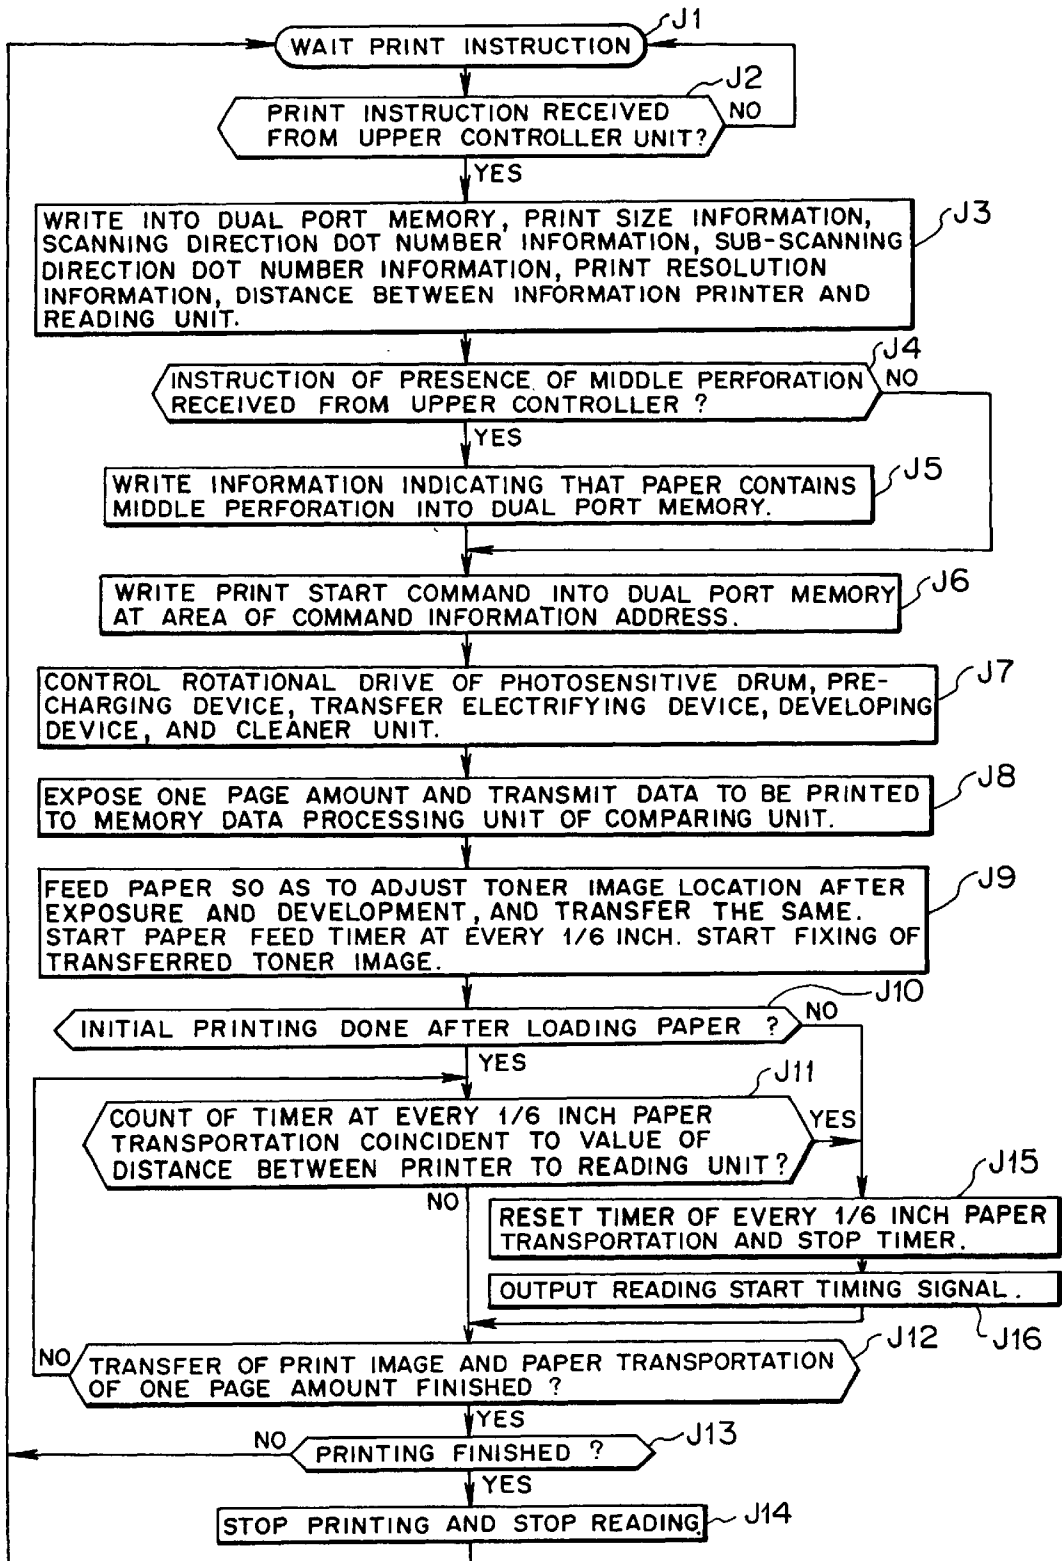 J1
WAIT PRINT INSTRUCTION
J2
PRINT INSTRUCTION RECEIVED
FROM UPPER CONTROLLER UNIT?
NO
YES
J3
WRITE INTO DUAL PORT MEMORY, PRINT SIZE INFORMATION,
SCANNING DIRECTION DOT NUMBER INFORMATION, SUB-SCANNING
DIRECTION DOT NUMBER INFORMATION, PRINT RESOLUTION
INFORMATION, DISTANCE BETWEEN INFORMATION PRINTER AND
READING UNIT.
J4
INSTRUCTION OF PRESENCE OF MIDDLE PERFORATION
RECEIVED FROM UPPER CONTROLLER ?
NO
YES
J5
WRITE INFORMATION INDICATING THAT PAPER CONTAINS
MIDDLE PERFORATION INTO DUAL PORT MEMORY.
J6
WRITE PRINT START COMMAND INTO DUAL PORT MEMORY
AT AREA OF COMMAND INFORMATION ADDRESS.
J7
CONTROL ROTATIONAL DRIVE OF PHOTOSENSITIVE DRUM, PRE-
CHARGING DEVICE, TRANSFER ELECTRIFYING DEVICE, DEVELOPING
DEVICE, AND CLEANER UNIT.
J8
EXPOSE ONE PAGE AMOUNT AND TRANSMIT DATA TO BE PRINTED
TO MEMORY DATA PROCESSING UNIT OF COMPARING UNIT.
J9
FEED PAPER SO AS TO ADJUST TONER IMAGE LOCATION AFTER
EXPOSURE AND DEVELOPMENT, AND TRANSFER THE SAME.
START PAPER FEED TIMER AT EVERY 1/6 INCH. START FIXING OF
TRANSFERRED TONER IMAGE.
J10
INITIAL PRINTING DONE AFTER LOADING PAPER ?
NO
YES
J11
COUNT OF TIMER AT EVERY 1/6 INCH PAPER
TRANSPORTATION COINCIDENT TO VALUE OF
DISTANCE BETWEEN PRINTER TO READING UNIT?
YES
NO
J15
RESET TIMER OF EVERY 1/6 INCH PAPER
TRANSPORTATION AND STOP TIMER.
OUTPUT READING START TIMING SIGNAL.
J16
J12
NO
TRANSFER OF PRINT IMAGE AND PAPER TRANSPORTATION
OF ONE PAGE AMOUNT FINISHED ?
YES
J13
NO
PRINTING FINISHED ?
YES
STOP PRINTING AND STOP READING.
J14